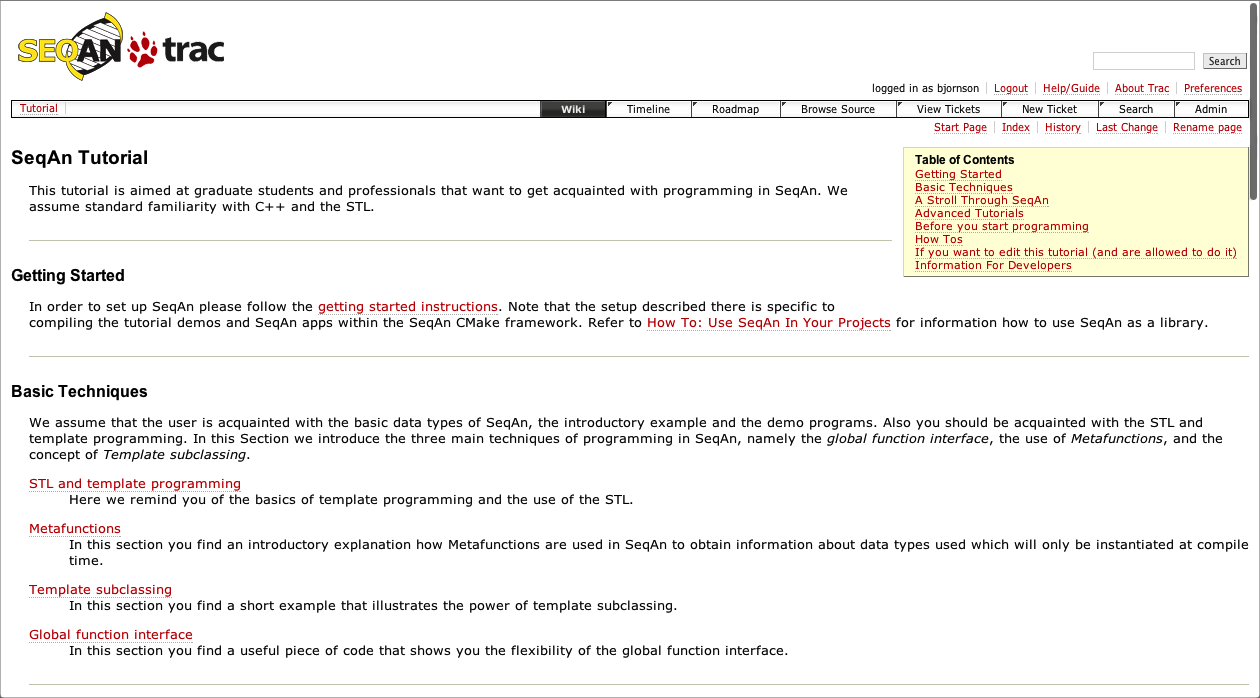 SEQAN trac
Search
logged in as bjornson Logout Help/Guide About Trac Preferences
Tutorial Wiki Timeline Roadmap Browse Source View Tickets New Ticket Search Admin
Start Page Index History Last Change Rename page
SeqAn Tutorial
This tutorial is aimed at graduate students and professionals that want to get acquainted with programming in SeqAn. We
assume standard familiarity with C++ and the STL.
Table of Contents
Getting Started
Basic Techniques
A Stroll Through SeqAn
Advanced Tutorials
Before you start programming
How Tos
If you want to edit this tutorial (and are allowed to do it)
Information For Developers
Getting Started
In order to set up SeqAn please follow the getting started instructions. Note that the setup described there is specific to
compiling the tutorial demos and SeqAn apps within the SeqAn CMake framework. Refer to How To: Use SeqAn In Your Projects for information how to use SeqAn as a library.
Basic Techniques
We assume that the user is acquainted with the basic data types of SeqAn, the introductory example and the demo programs. Also you should be acquainted with the STL and
template programming. In this Section we introduce the three main techniques of programming in SeqAn, namely the global function interface, the use of Metafunctions, and the
concept of Template subclassing.
STL and template programming
Here we remind you of the basics of template programming and the use of the STL.
Metafunctions
In this section you find an introductory explanation how Metafunctions are used in SeqAn to obtain information about data types used which will only be instantiated at compile
time.
Template subclassing
In this section you find a short example that illustrates the power of template subclassing.
Global function interface
In this section you find a useful piece of code that shows you the flexibility of the global function interface.